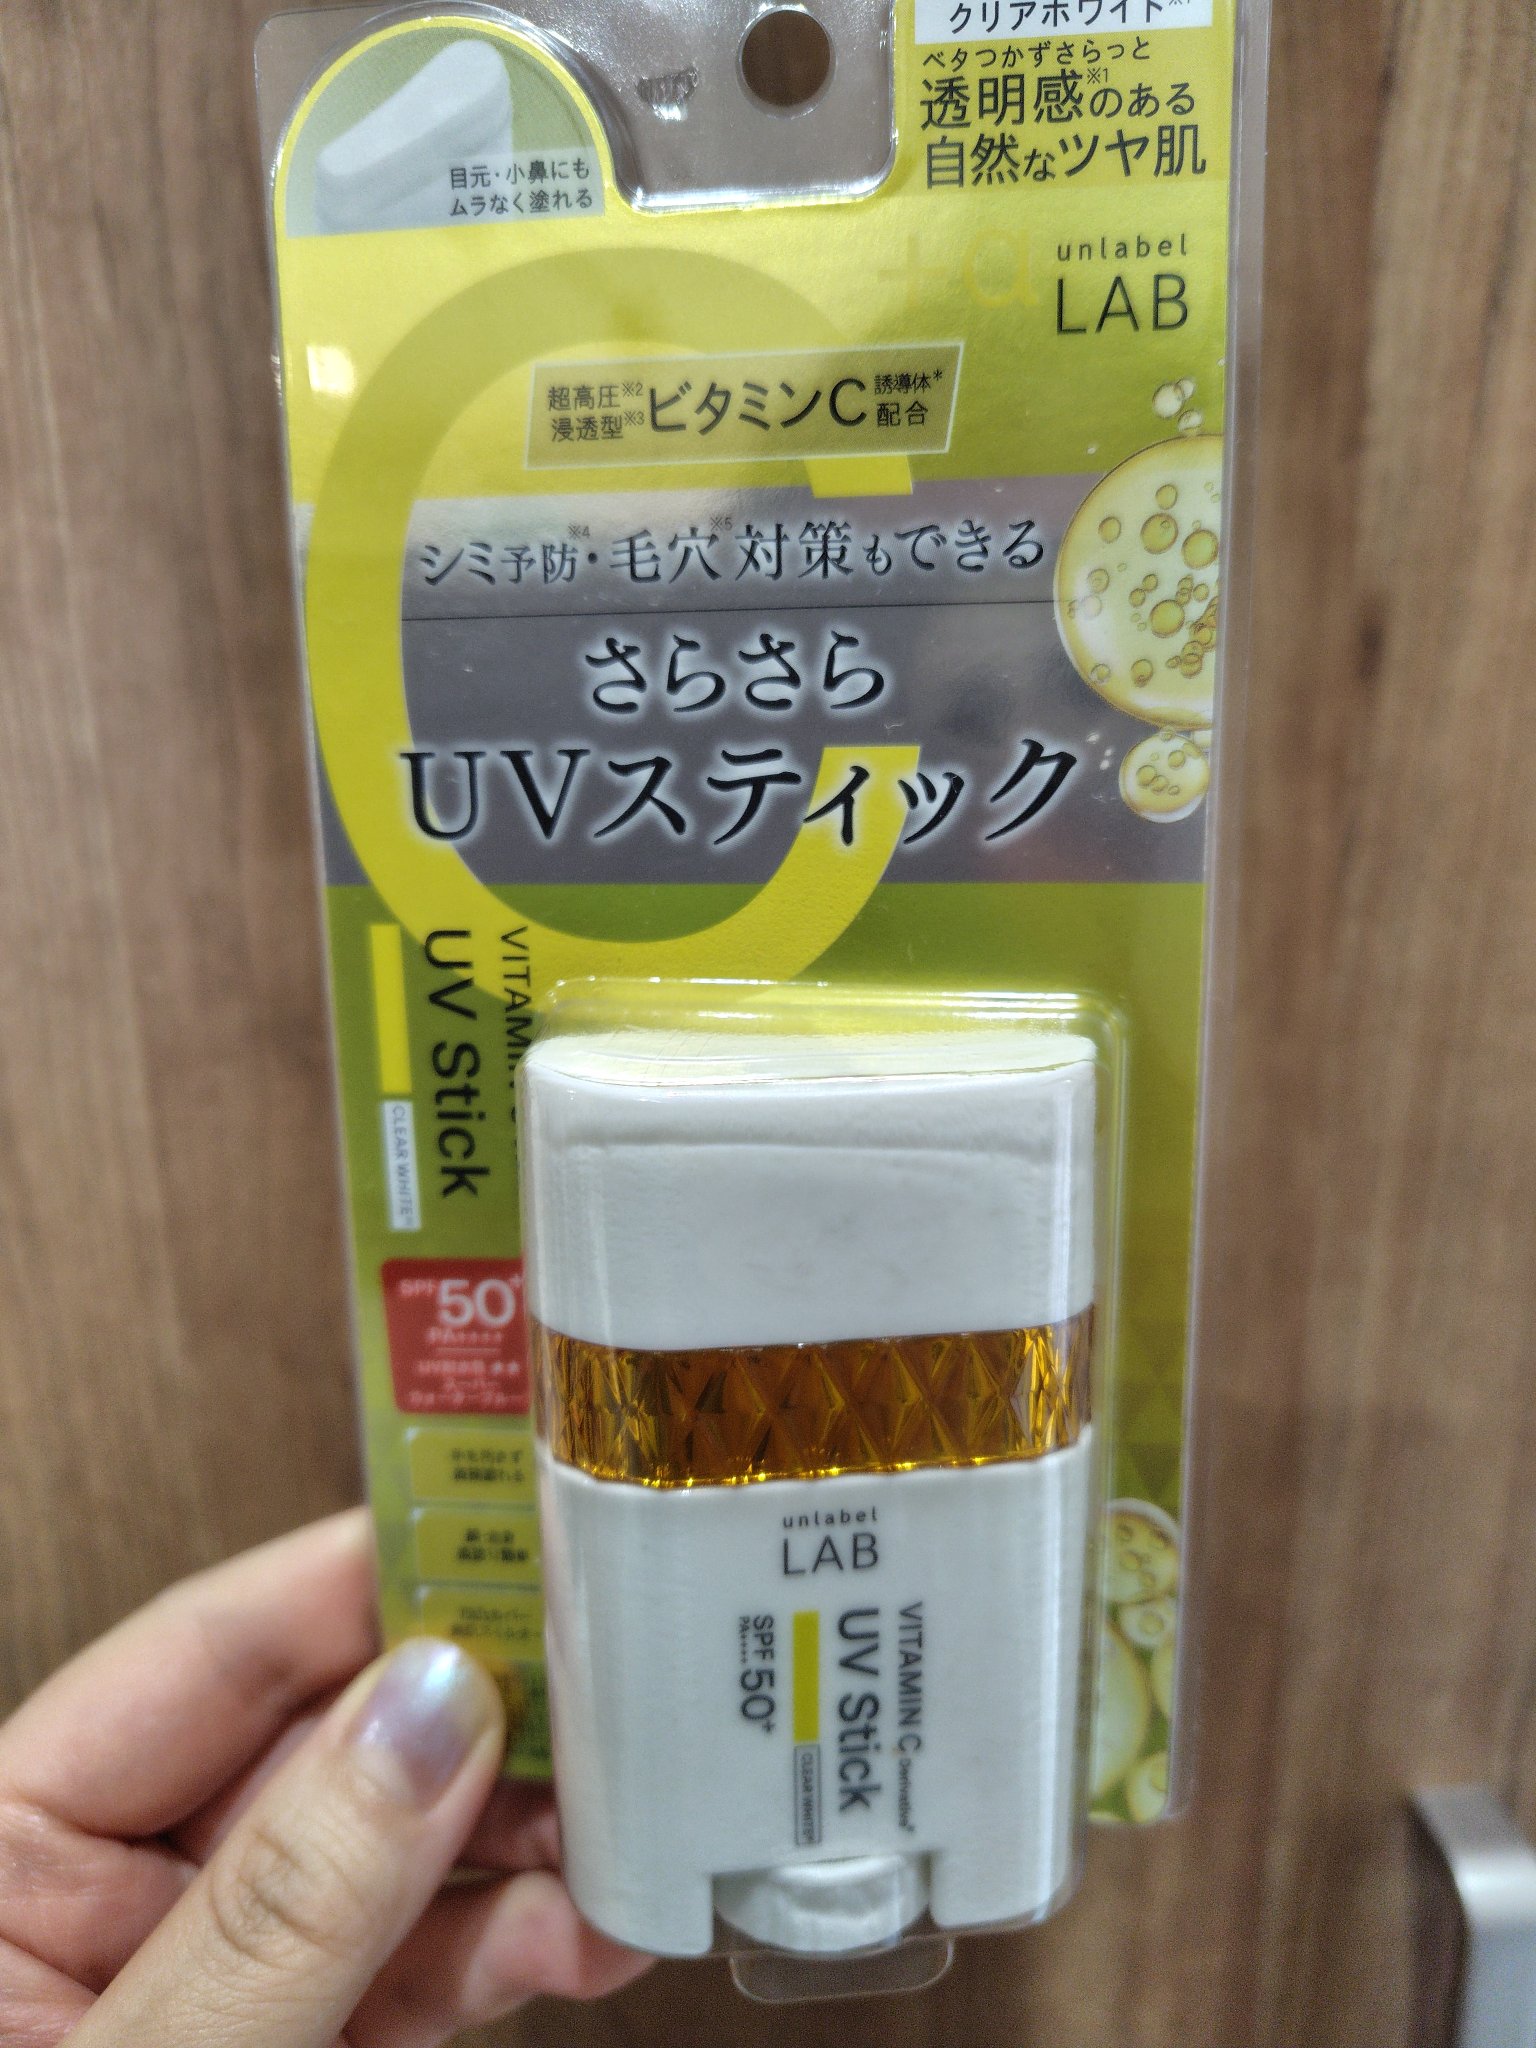 クリアホワイト※1
ベタつかずさらっと
透明感※1のある
自然なツヤ肌
目元・小鼻にも
ムラなく塗れる
+α
unlabel
LAB
超高圧※2
浸透型※3
ビタミンC
誘導体*
配合
シミ予防※4・毛穴※5対策もできる
さらさら
UVスティック
VITAMIN
UV Stick
CLEAR WHITE
SPF50+
PA++++
unlabel
LAB
VITAMIN C Derivative*
UV Stick
CLEAR WHITE
SPF50+
PA++++